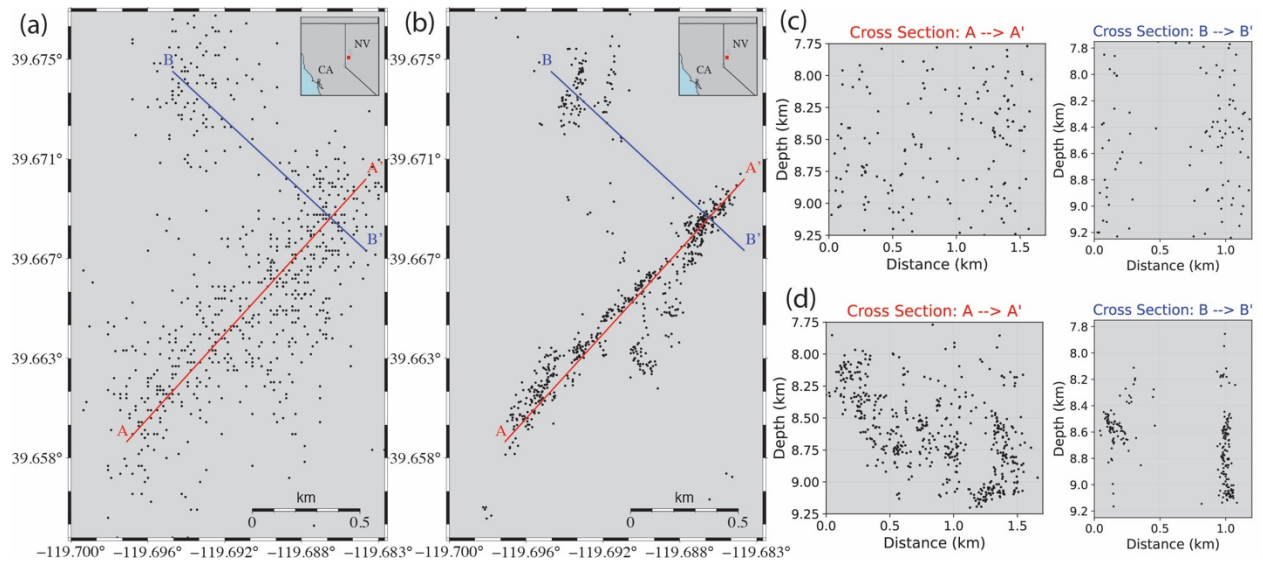 (a)
39.675°
39.671°
39.667°
39.663°
39.658°
B
A'
B'
A
NV
CA
km
0
0.5
−119.700° −119.696° −119.692° −119.688° −119.683°
(b)
39.675°
39.671°
39.667°
39.663°
39.658°
B
A'
B'
A
NV
CA
km
0
0.5
−119.700° −119.696° −119.692° −119.688° −119.683°
(c)
Cross Section: A --> A'
Depth (km)
7.75
8.00
8.25
8.50
8.75
9.00
9.25
0.0 0.5 1.0 1.5
Distance (km)
Cross Section: B --> B'
Depth (km)
7.8
8.0
8.2
8.4
8.6
8.8
9.0
9.2
0.0 0.5 1.0
Distance (km)
(d)
Cross Section: A --> A'
Depth (km)
7.75
8.00
8.25
8.50
8.75
9.00
9.25
0.0 0.5 1.0 1.5
Distance (km)
Cross Section: B --> B'
Depth (km)
7.8
8.0
8.2
8.4
8.6
8.8
9.0
9.2
0.0 0.5 1.0
Distance (km)